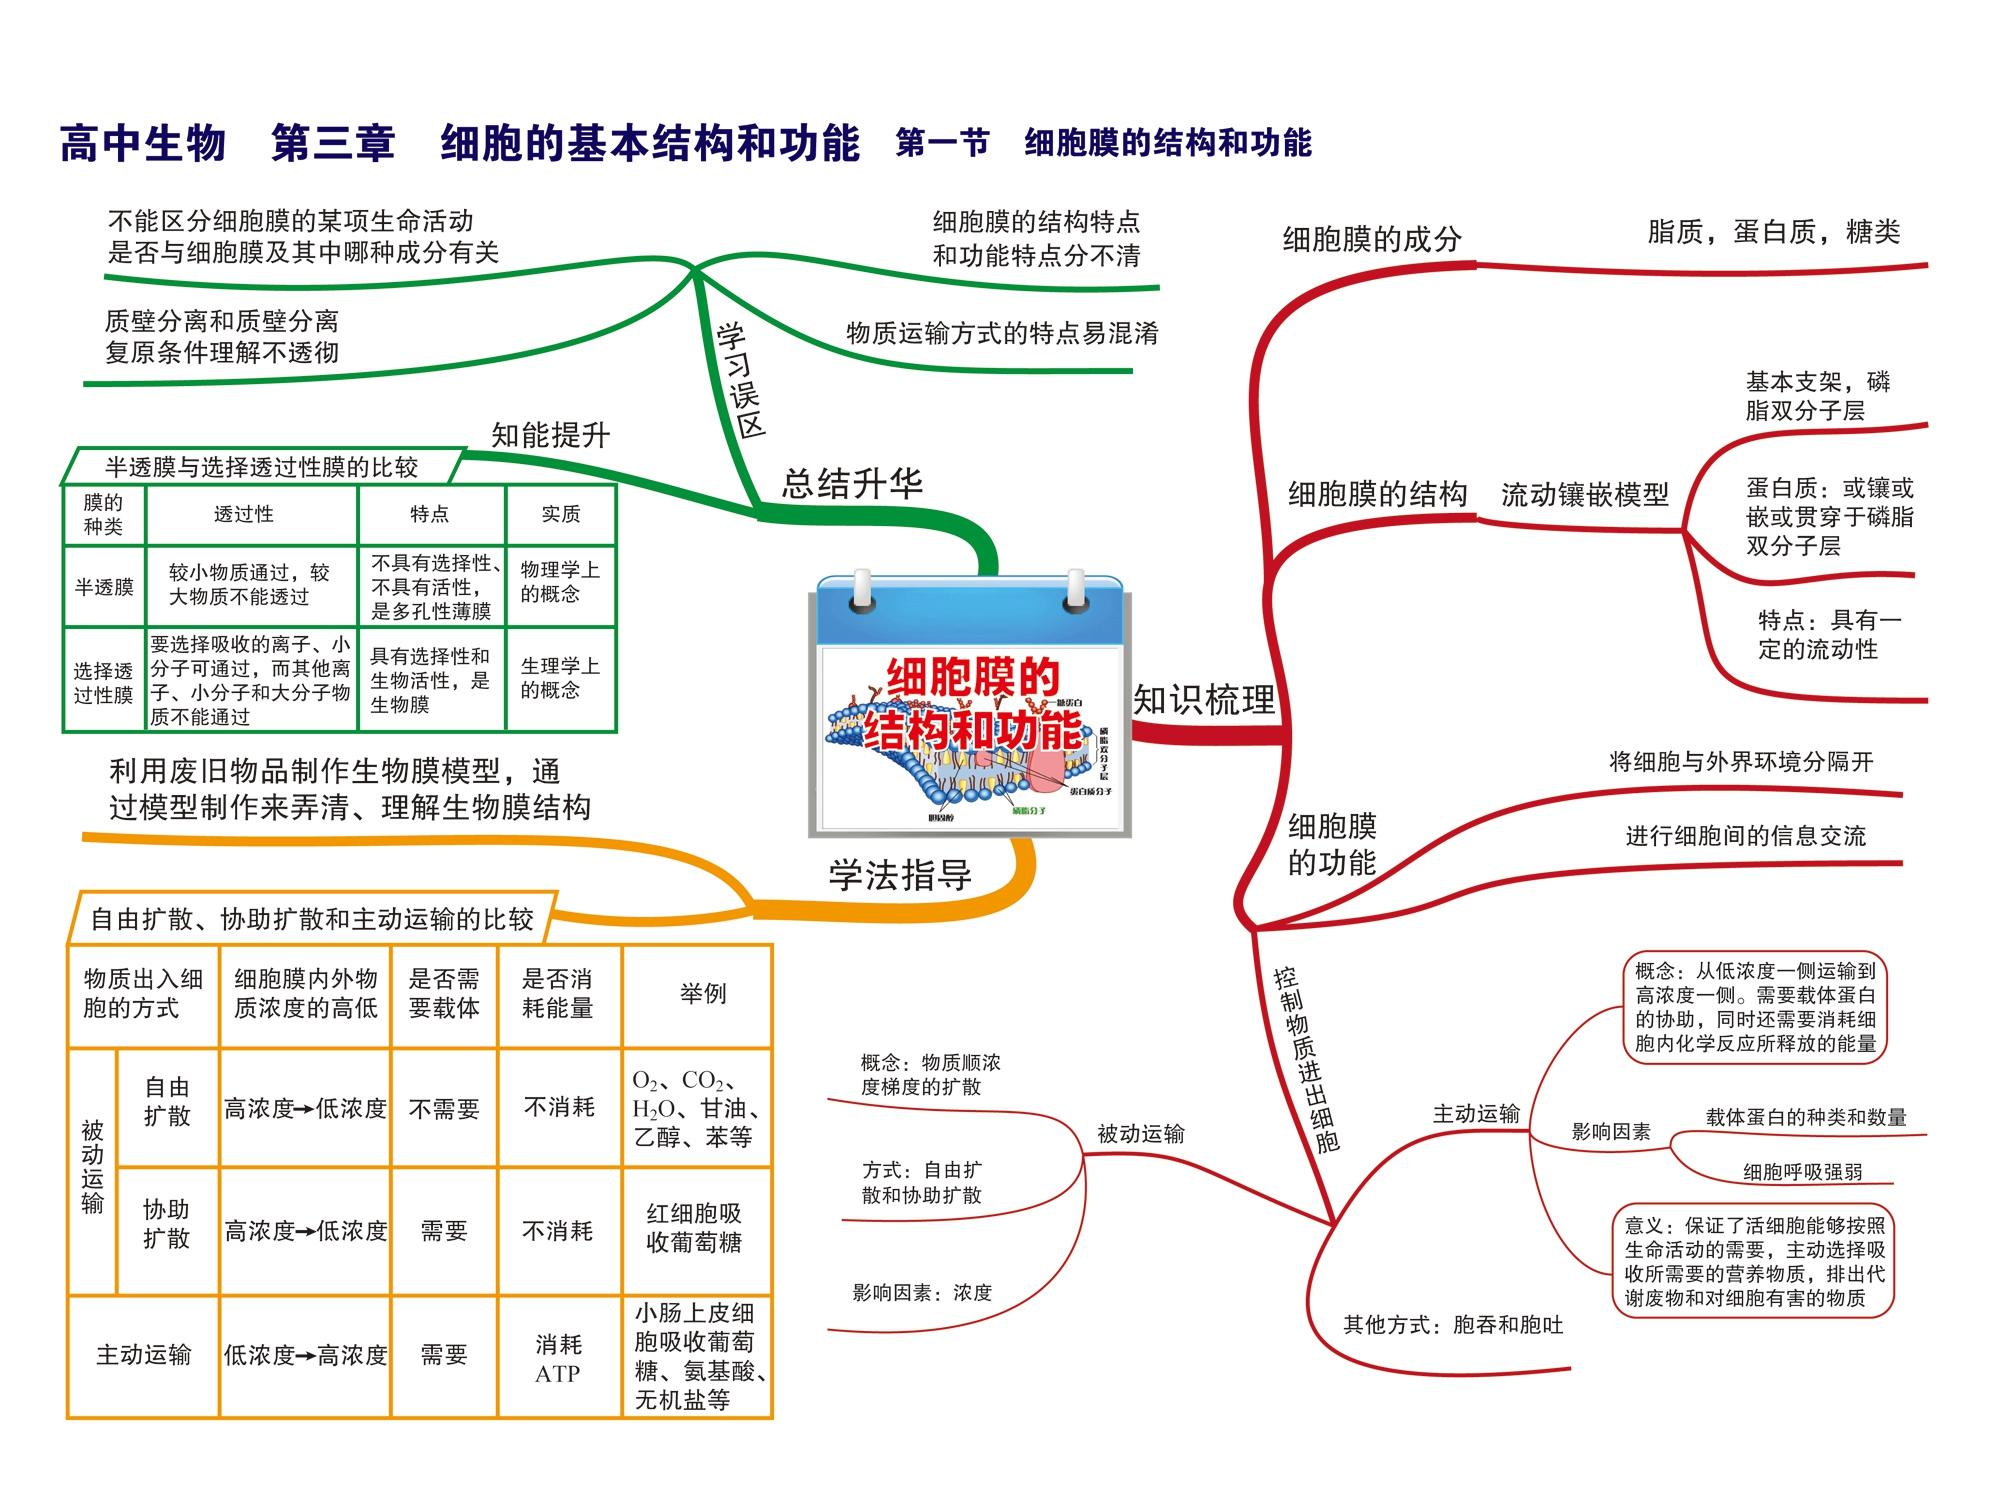 高中生物 第三章 细胞的基本结构和功能 第一节 细胞膜的结构和功能
不能区分细胞膜的某项生命活动
是否与细胞膜及其中哪种成分有关
细胞膜的结构特点
和功能特点分不清
质壁分离和质壁分离
复原条件理解不透彻
物质运输方式的特点易混淆
学习误区
知能提升
总结升华
半透膜与选择透过性膜的比较
膜的
种类
透过性
特点
实质
半透膜
较小物质通过，较
大物质不能透过
不具有选择性、
不具有活性，
是多孔性薄膜
物理学上
的概念
选择透
过性膜
要选择吸收的离子、小
分子可通过，而其他离
子、小分子和大分子物
质不能通过
具有选择性和
生物活性，是
生物膜
生理学上
的概念
细胞膜的
结构和功能
糖蛋白
磷脂双分子层
蛋白质分子
磷脂分子
胆固醇
利用废旧物品制作生物膜模型，通
过模型制作来弄清、理解生物膜结构
学法指导
自由扩散、协助扩散和主动运输的比较
物质出入细
胞的方式
细胞膜内外物
质浓度的高低
是否需
要载体
是否消
耗能量
举例
被动运输
自由
扩散
高浓度→低浓度
不需要
不消耗
O₂、CO₂、
H₂O、甘油、
乙醇、苯等
协助
扩散
高浓度→低浓度
需要
不消耗
红细胞吸
收葡萄糖
主动运输
低浓度→高浓度
需要
消耗
ATP
小肠上皮细
胞吸收葡萄
糖、氨基酸、
无机盐等
知识梳理
细胞膜的成分
脂质，蛋白质，糖类
细胞膜的结构
流动镶嵌模型
基本支架，磷
脂双分子层
蛋白质：或镶或
嵌或贯穿于磷脂
双分子层
特点：具有一
定的流动性
细胞膜
的功能
将细胞与外界环境分隔开
进行细胞间的信息交流
控制物质进出细胞
被动运输
概念：物质顺浓
度梯度的扩散
方式：自由扩
散和协助扩散
影响因素：浓度
主动运输
概念：从低浓度一侧运输到
高浓度一侧。需要载体蛋白
的协助，同时还需要消耗细
胞内化学反应所释放的能量
影响因素
载体蛋白的种类和数量
细胞呼吸强弱
意义：保证了活细胞能够按照
生命活动的需要，主动选择吸
收所需要的营养物质，排出代
谢废物和对细胞有害的物质
其他方式：胞吞和胞吐